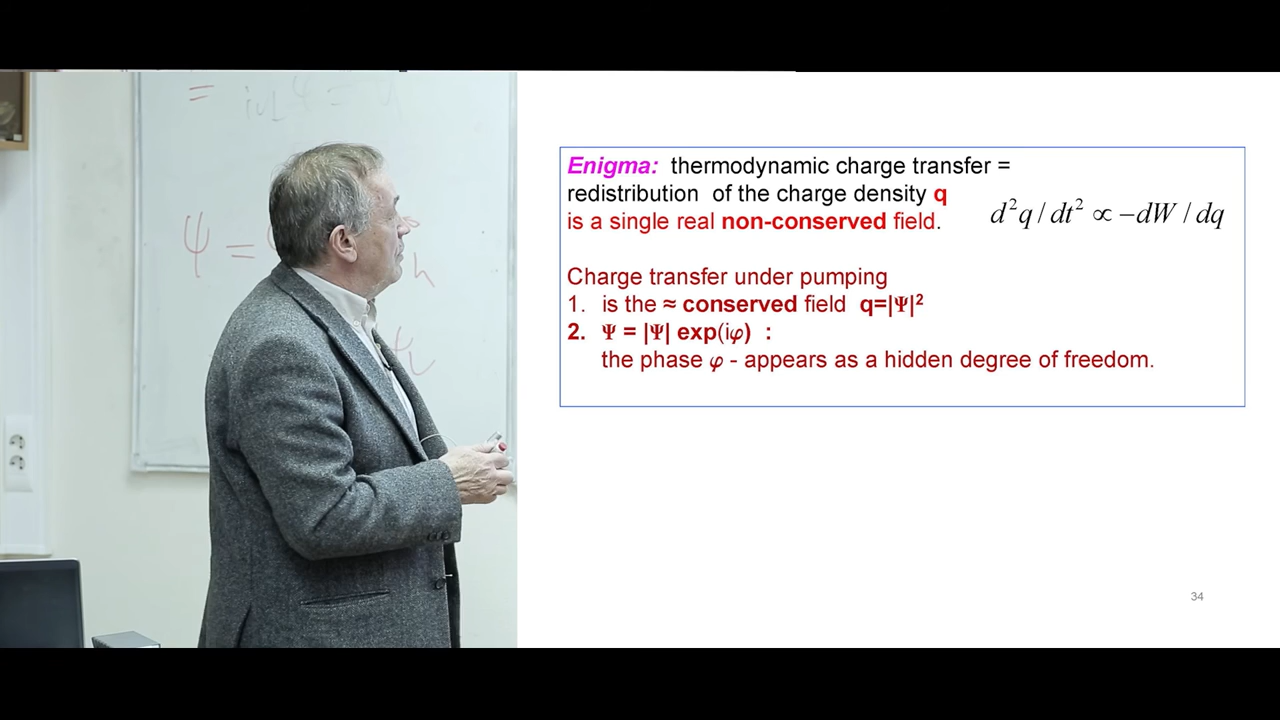 = 
Ψ =
h
Enigma: thermodynamic charge transfer =
redistribution of the charge density q
is a single real non-conserved field.
d²q / dt² ∝ −dW / dq
Charge transfer under pumping
1. is the ≈ conserved field q=|Ψ|²
2. Ψ = |Ψ| exp(iφ) :
the phase φ - appears as a hidden degree of freedom.
34